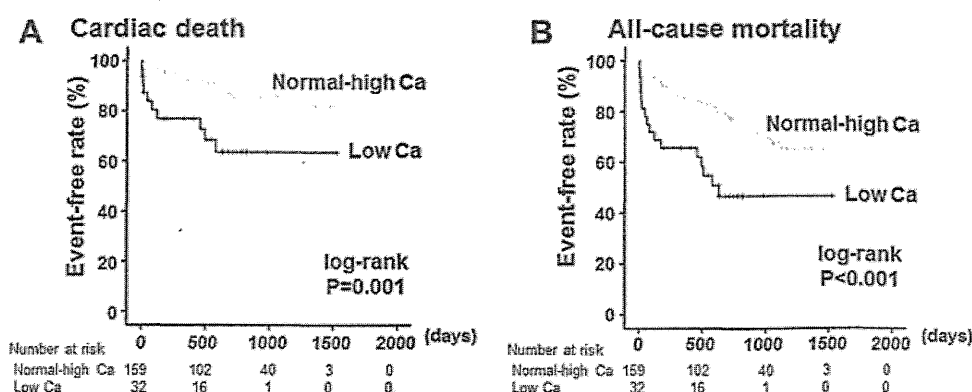 A Cardiac death
Event-free rate (%)
100
80
60
40
20
0
Normal-high Ca
Low Ca
log-rank
P=0.001
0 500 1000 1500 2000 (days)
Number at risk
Normal-high Ca 159 102 40 3 0
Low Ca 32 16 1 0 0
B All-cause mortality
Event-free rate (%)
100
80
60
40
20
0
Normal-high Ca
Low Ca
log-rank
P<0.001
0 500 1000 1500 2000 (days)
Number at risk
Normal-high Ca 159 102 40 3 0
Low Ca 32 16 1 0 0